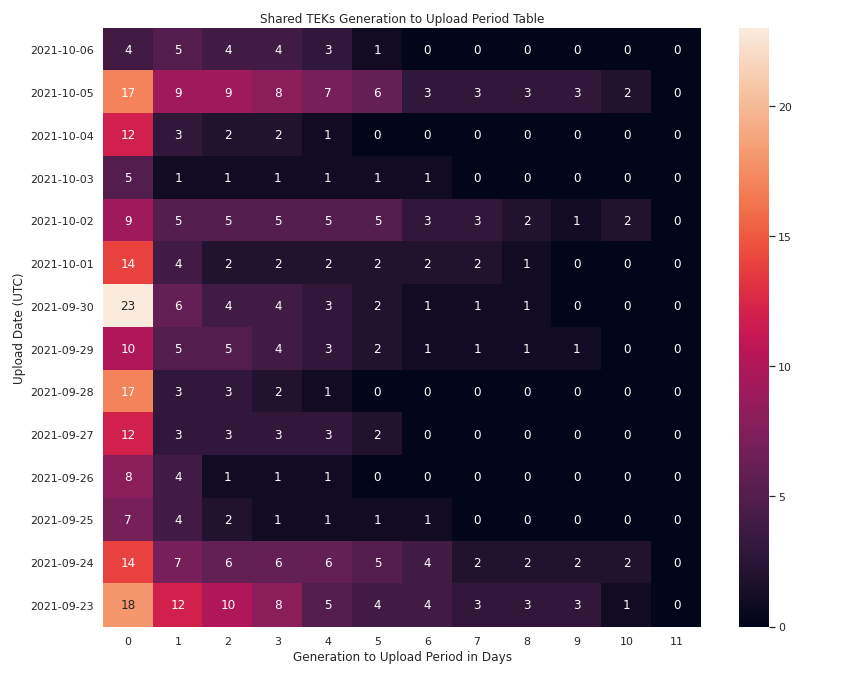 Shared TEKs Generation to Upload Period Table
Upload Date (UTC)
2021-10-06 4 5 4 4 3 1 0 0 0 0 0 0
2021-10-05 17 9 9 8 7 6 3 3 3 3 2 0
2021-10-04 12 3 2 2 1 0 0 0 0 0 0 0
2021-10-03 5 1 1 1 1 1 1 0 0 0 0 0
2021-10-02 9 5 5 5 5 5 3 3 2 1 2 0
2021-10-01 14 4 2 2 2 2 2 2 1 0 0 0
2021-09-30 23 6 4 4 3 2 1 1 1 0 0 0
2021-09-29 10 5 5 4 3 2 1 1 1 1 0 0
2021-09-28 17 3 3 2 1 0 0 0 0 0 0 0
2021-09-27 12 3 3 3 3 2 0 0 0 0 0 0
2021-09-26 8 4 1 1 1 0 0 0 0 0 0 0
2021-09-25 7 4 2 1 1 1 1 0 0 0 0 0
2021-09-24 14 7 6 6 6 5 4 2 2 2 2 0
2021-09-23 18 12 10 8 5 4 4 3 3 3 1 0
0 1 2 3 4 5 6 7 8 9 10 11
Generation to Upload Period in Days
20
15
10
5
0